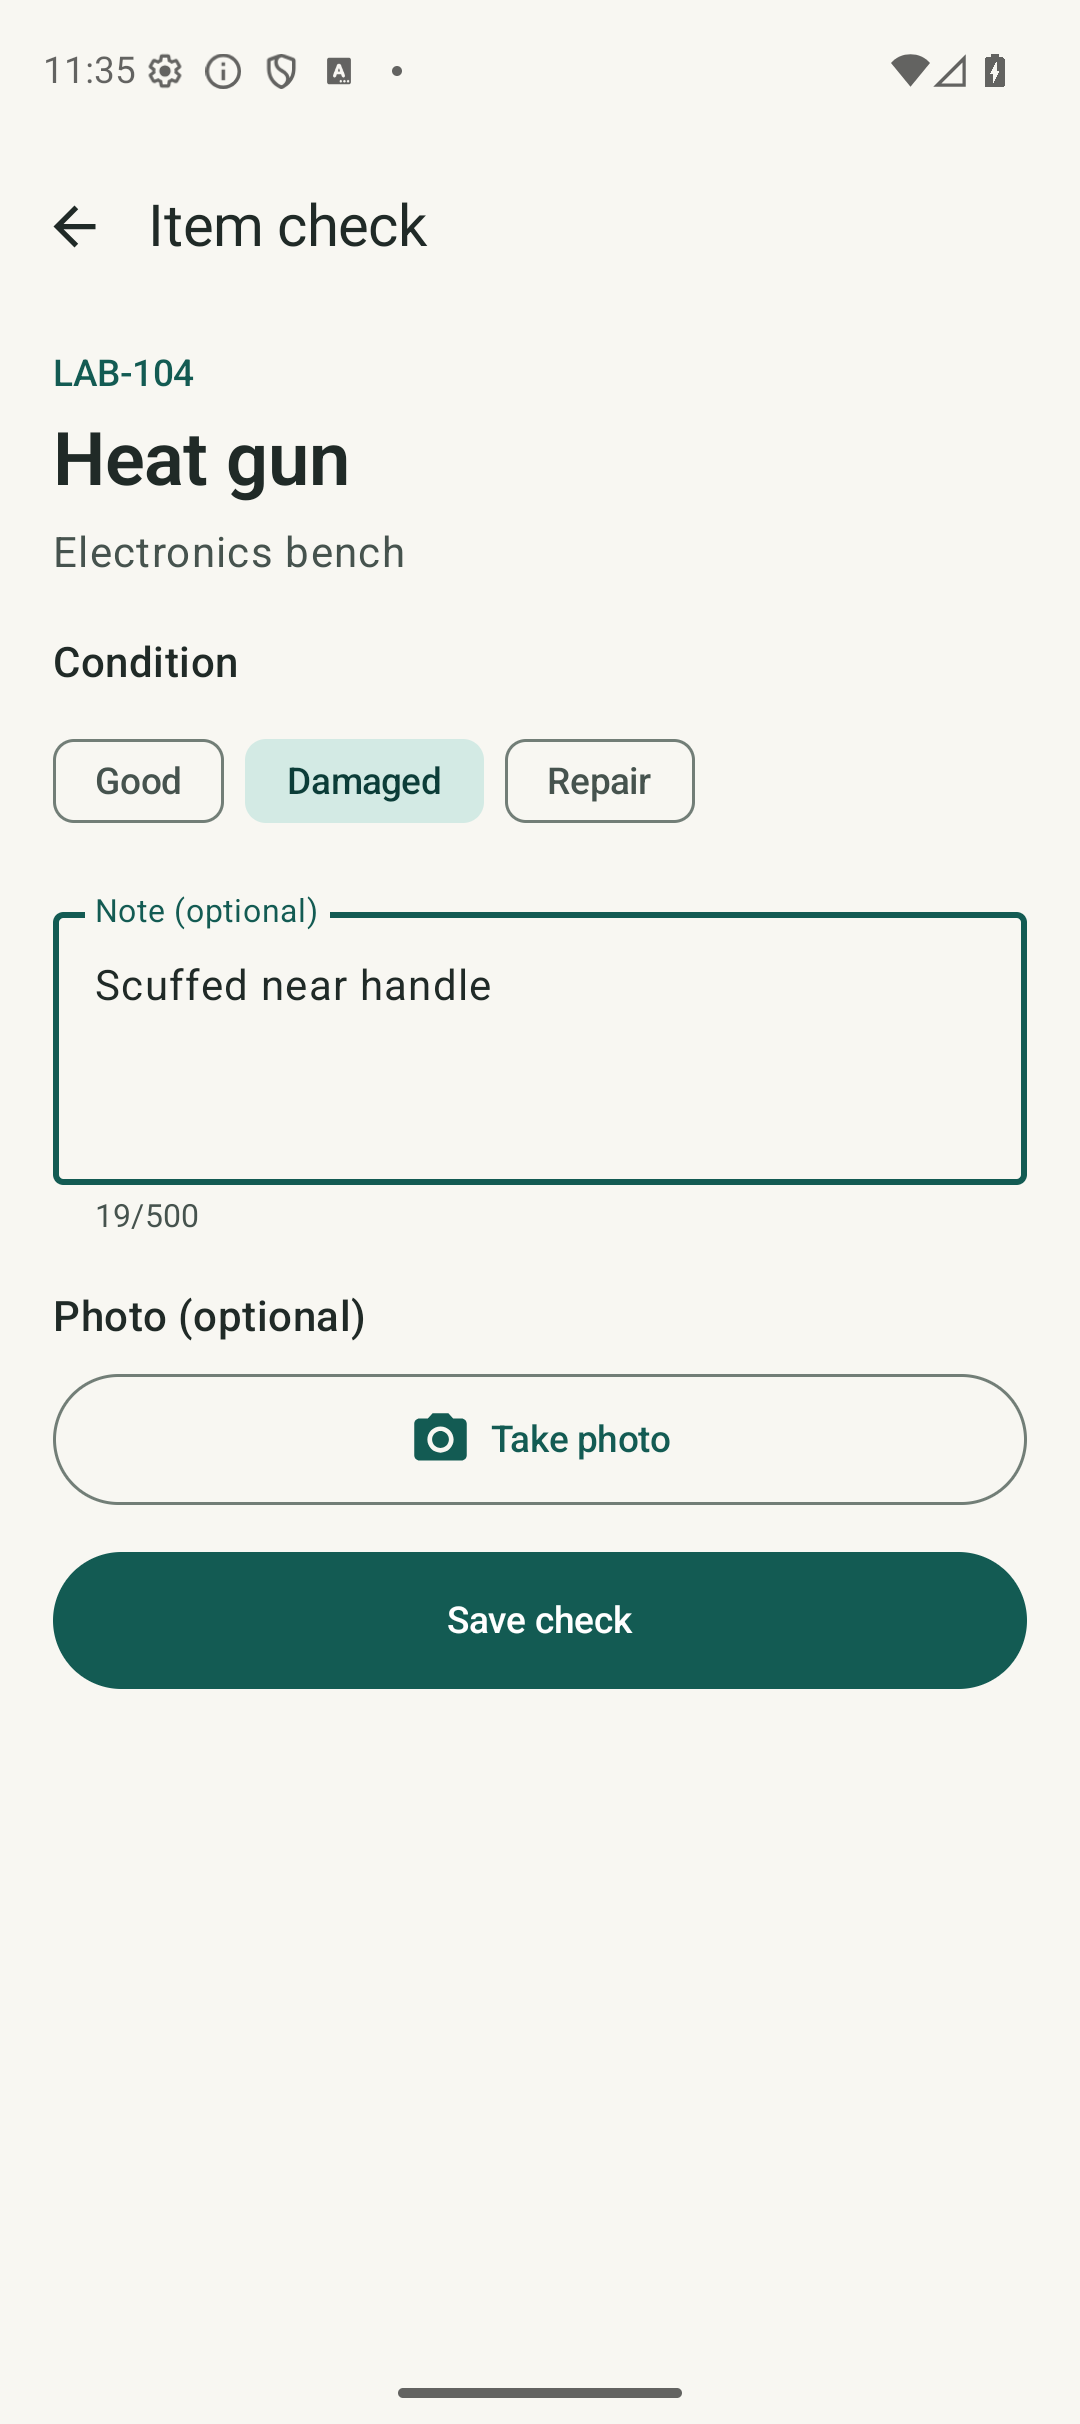 11:35
Item check
LAB-104
Heat gun
Electronics bench
Condition
Good Damaged Repair
Note (optional)
Scuffed near handle
19/500
Photo (optional)
Take photo
Save check